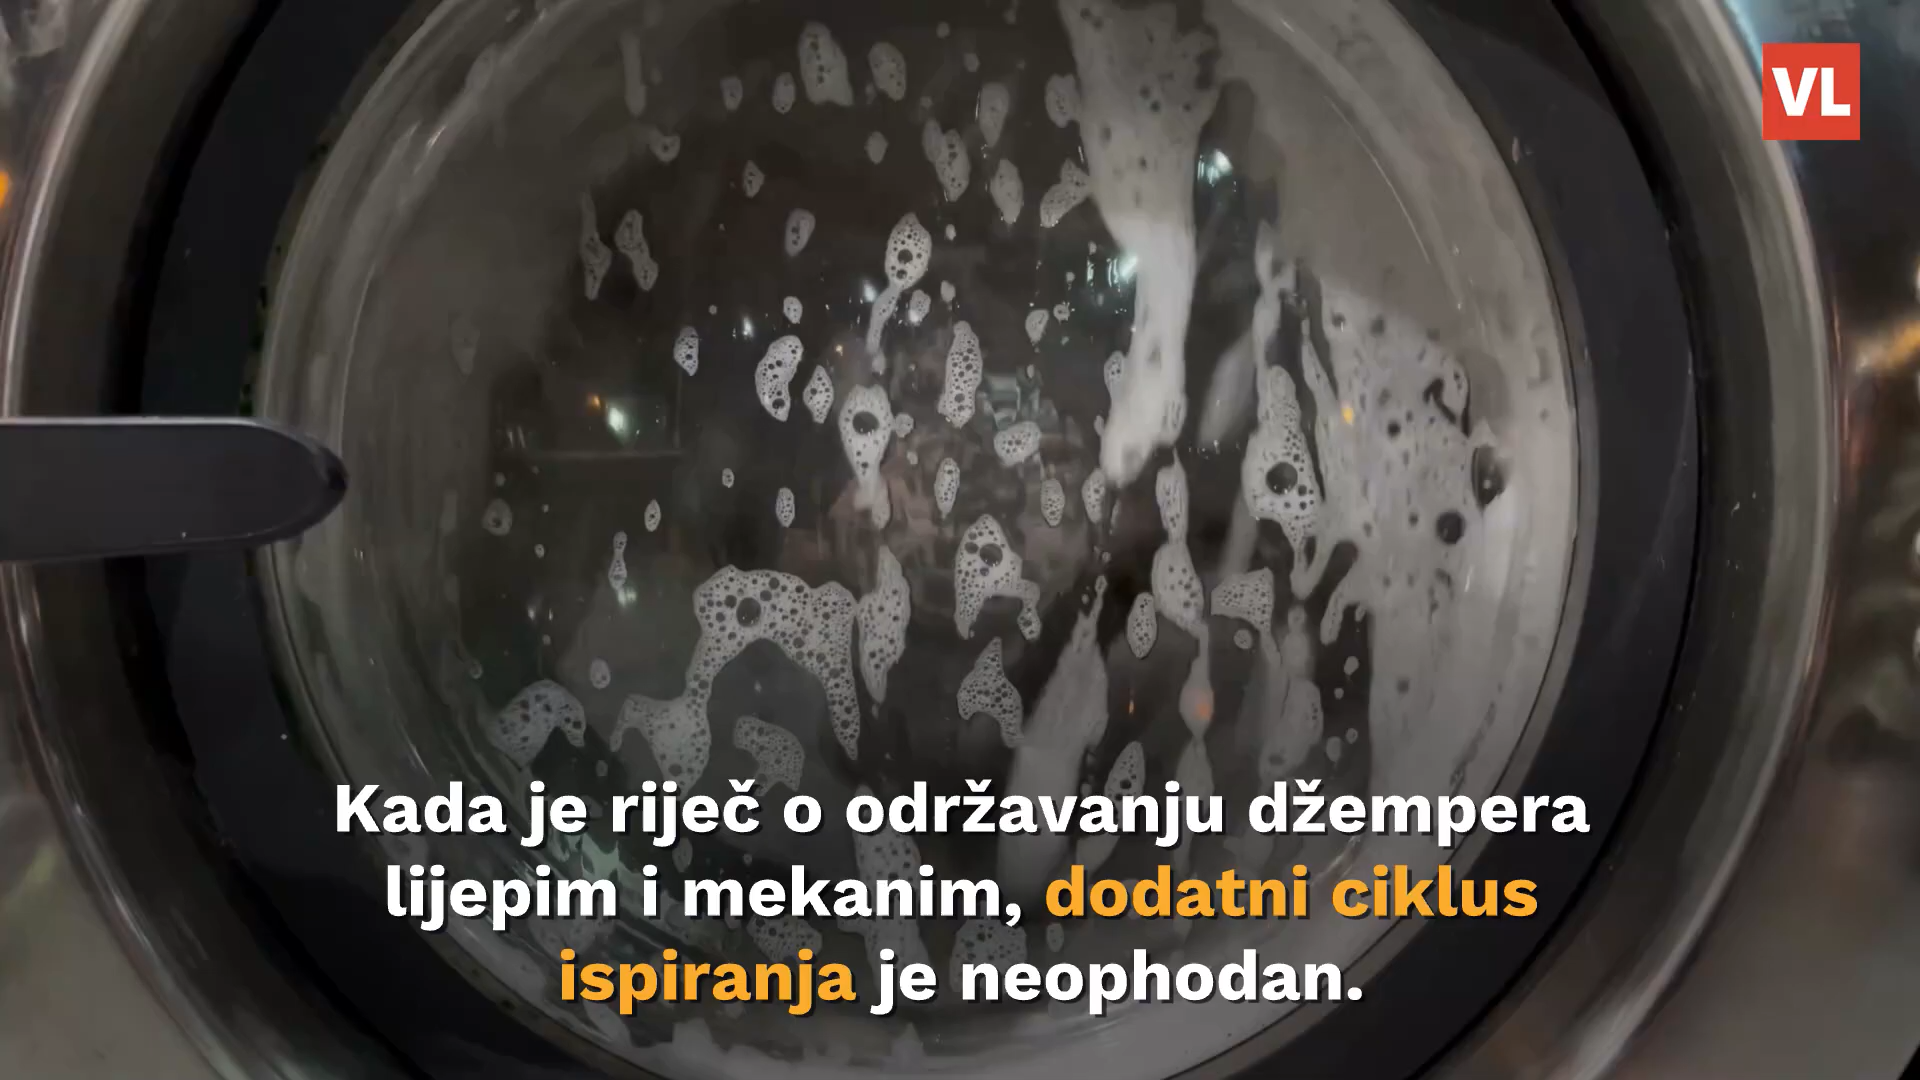 VL
Kada je riječ o održavanju džempera
lijepim i mekanim, dodatni ciklus
ispiranja je neophodan.